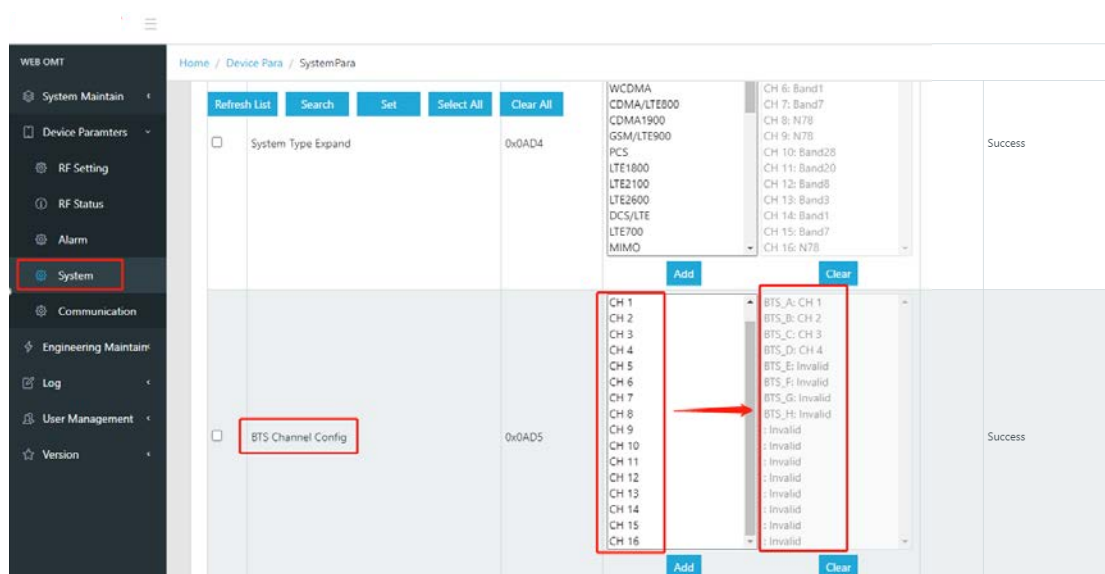 WEB OMT
Home / Device Para / SystemPara
System Maintain
Device Paramters
RF Setting
RF Status
Alarm
System
Communication
Engineering Maintain
Log
User Management
Version
Refresh List Search Set Select All Clear All
System Type Expand
0x0AD4
WCDMA
CDMA/LTE800
CDMA1900
GSM/LTE900
PCS
LTE1800
LTE2100
LTE2600
DCS/LTE
LTE700
MIMO
CH 6: Band1
CH 7: Band7
CH 8: N78
CH 9: N78
CH 10: Band28
CH 11: Band20
CH 12: Band8
CH 13: Band3
CH 14: Band1
CH 15: Band7
CH 16: N78
Success
Add Clear
BTS Channel Config
0x0AD5
CH 1
CH 2
CH 3
CH 4
CH 5
CH 6
CH 7
CH 8
CH 9
CH 10
CH 11
CH 12
CH 13
CH 14
CH 15
CH 16
BTS_A: CH 1
BTS_B: CH 2
BTS_C: CH 3
BTS_D: CH 4
BTS_E: Invalid
BTS_F: Invalid
BTS_G: Invalid
BTS_H: Invalid
: Invalid
: Invalid
: Invalid
: Invalid
: Invalid
: Invalid
: Invalid
: Invalid
Success
Add Clear